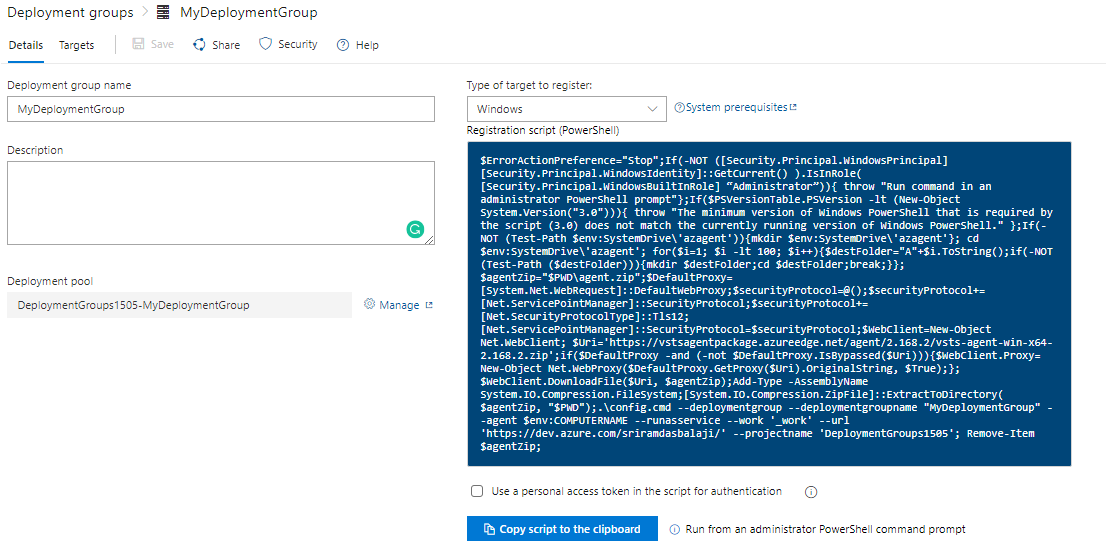 Deployment groups > MyDeploymentGroup
Details Targets Save Share Security Help
Deployment group name
MyDeploymentGroup
Description
Deployment pool
DeploymentGroups1505-MyDeploymentGroup
Manage
Type of target to register:
Windows
System prerequisites
Registration script (PowerShell)
$ErrorActionPreference="Stop";If(-NOT ([Security.Principal.WindowsPrincipal]
[Security.Principal.WindowsIdentity]::GetCurrent() ).IsInRole(
[Security.Principal.WindowsBuiltInRole] “Administrator”)){ throw "Run command in an
administrator PowerShell prompt"};If($PSVersionTable.PSVersion -lt (New-Object
System.Version("3.0"))){ throw "The minimum version of Windows PowerShell that is required by
the script (3.0) does not match the currently running version of Windows PowerShell." };If(-
NOT (Test-Path $env:SystemDrive\'azagent')){mkdir $env:SystemDrive\'azagent'}; cd
$env:SystemDrive\'azagent'; for($i=1; $i -lt 100; $i++){$destFolder="A"+$i.ToString();if(-NOT
(Test-Path ($destFolder))){mkdir $destFolder;cd $destFolder;break;}};
$agentZip="$PWD\agent.zip";$DefaultProxy=
[System.Net.WebRequest]::DefaultWebProxy;$securityProtocol=@();$securityProtocol+=
[Net.ServicePointManager]::SecurityProtocol;$securityProtocol+=
[Net.SecurityProtocolType]::Tls12;
[Net.ServicePointManager]::SecurityProtocol=$securityProtocol;$WebClient=New-Object
Net.WebClient; $Uri='https://vstsagentpackage.azureedge.net/agent/2.168.2/vsts-agent-win-x64-
2.168.2.zip';if($DefaultProxy -and (-not $DefaultProxy.IsBypassed($Uri))){$WebClient.Proxy=
New-Object Net.WebProxy($DefaultProxy.GetProxy($Uri).OriginalString, $True);};
$WebClient.DownloadFile($Uri, $agentZip);Add-Type -AssemblyName
System.IO.Compression.FileSystem;[System.IO.Compression.ZipFile]::ExtractToDirectory(
$agentZip, "$PWD");.\config.cmd --deploymentgroup --deploymentgroupname "MyDeploymentGroup" -
-agent $env:COMPUTERNAME --runasservice --work '_work' --url
'https://dev.azure.com/sriramdasbalaji/' --projectname 'DeploymentGroups1505'; Remove-Item
$agentZip;
Use a personal access token in the script for authentication
Copy script to the clipboard
Run from an administrator PowerShell command prompt